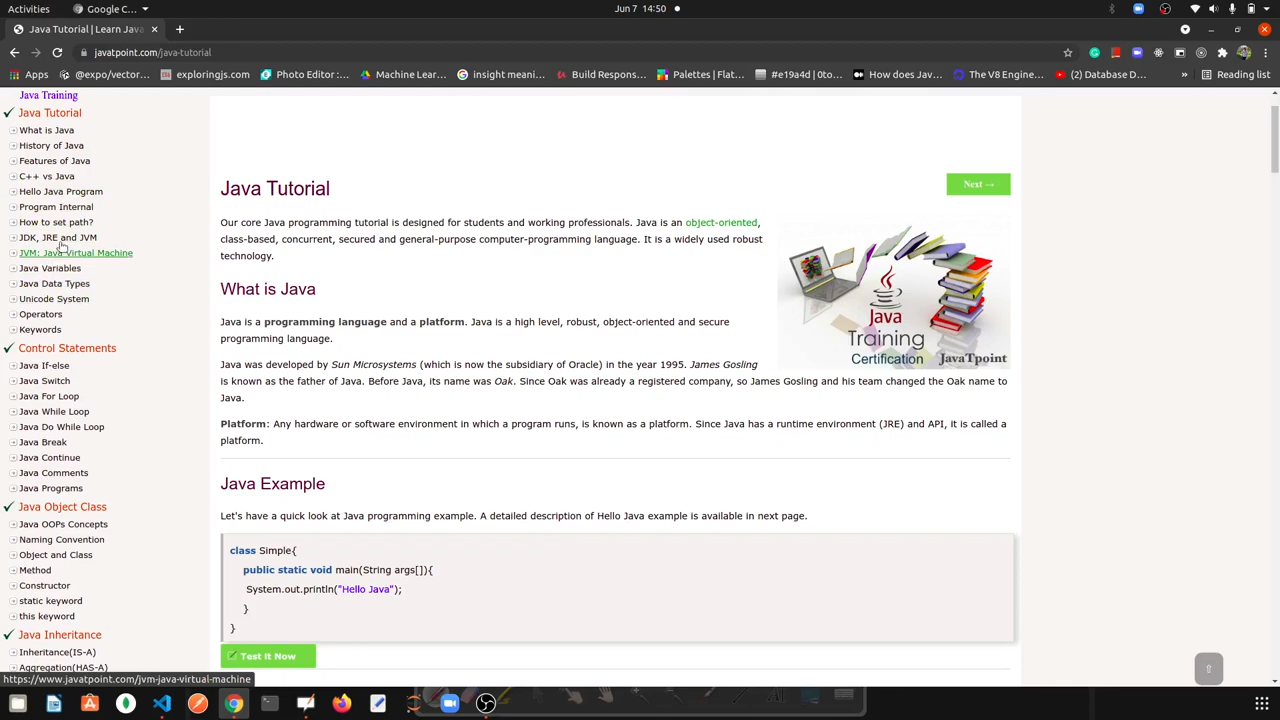 Activities
Google C...
Jun 7 14:50
Java Tutorial | Learn Java
javatpoint.com/java-tutorial
Apps
@expo/vector...
exploringjs.com
Photo Editor :...
Machine Lear...
insight meani...
Build Respons...
Palettes | Flat...
#e19a4d | 0to...
How does Jav...
The V8 Engine...
(2) Database D...
»
Reading list
Java Training
Java Tutorial
What is Java
History of Java
Features of Java
C++ vs Java
Hello Java Program
Program Internal
How to set path?
JDK, JRE and JVM
JVM: Java Virtual Machine
Java Variables
Java Data Types
Unicode System
Operators
Keywords
Control Statements
Java If-else
Java Switch
Java For Loop
Java While Loop
Java Do While Loop
Java Break
Java Continue
Java Comments
Java Programs
Java Object Class
Java OOPs Concepts
Naming Convention
Object and Class
Method
Constructor
static keyword
this keyword
Java Inheritance
Inheritance(IS-A)
Aggregation(HAS-A)
https://www.javatpoint.com/jvm-java-virtual-machine
Java Tutorial
Next →
Our core Java programming tutorial is designed for students and working professionals. Java is an object-oriented,
class-based, concurrent, secured and general-purpose computer-programming language. It is a widely used robust
technology.
What is Java
Java is a programming language and a platform. Java is a high level, robust, object-oriented and secure
programming language.
Java was developed by Sun Microsystems (which is now the subsidiary of Oracle) in the year 1995. James Gosling
is known as the father of Java. Before Java, its name was Oak. Since Oak was already a registered company, so James Gosling and his team changed the Oak name to
Java.
Platform: Any hardware or software environment in which a program runs, is known as a platform. Since Java has a runtime environment (JRE) and API, it is called a
platform.
Java
Training
Certification
JavaTpoint
Java Example
Let's have a quick look at Java programming example. A detailed description of Hello Java example is available in next page.
class Simple{
public static void main(String args[]){
System.out.println("Hello Java");
}
}
Test it Now